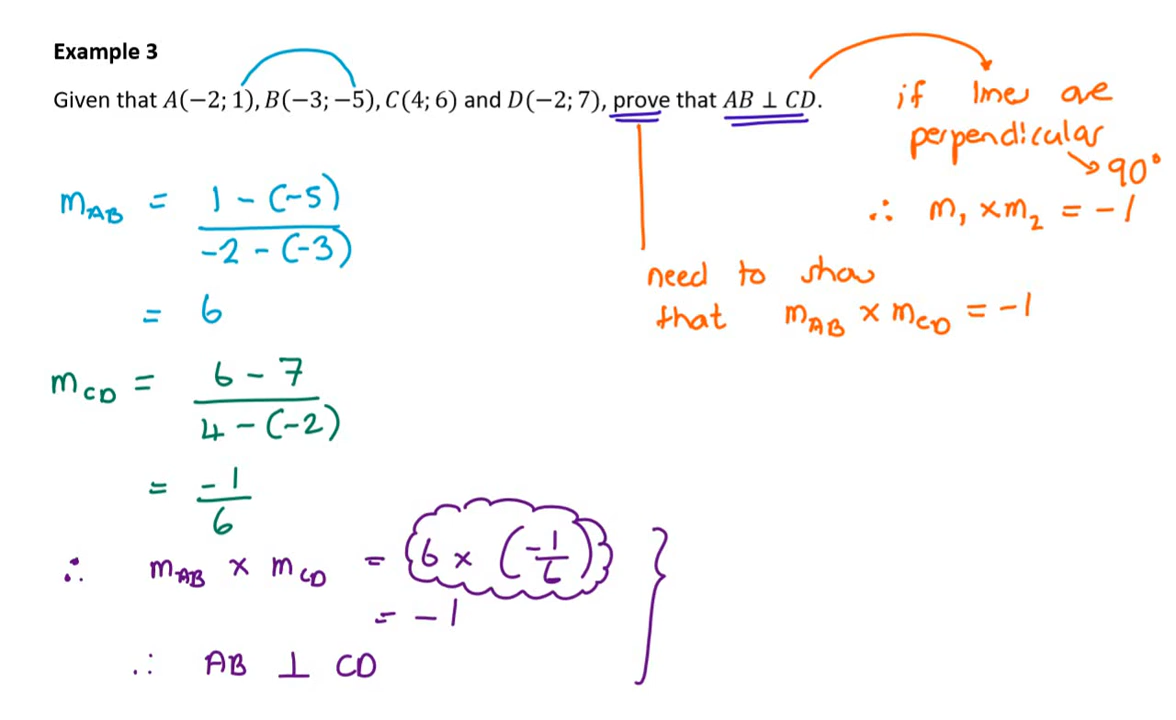 Example 3
Given that A(−2; 1), B(−3; −5), C(4; 6) and D(−2; 7), prove that AB ⊥ CD.
if lines are
perpendicular
→ 90°
∴ m₁ × m₂ = −1
need to show
that m_AB × m_CD = −1
m_AB = 1 − (−5) / −2 − (−3)
= 6
m_CD = 6 − 7 / 4 − (−2)
= −1 / 6
∴ m_AB × m_CD = 6 × (−1/6)
= −1
∴ AB ⊥ CD